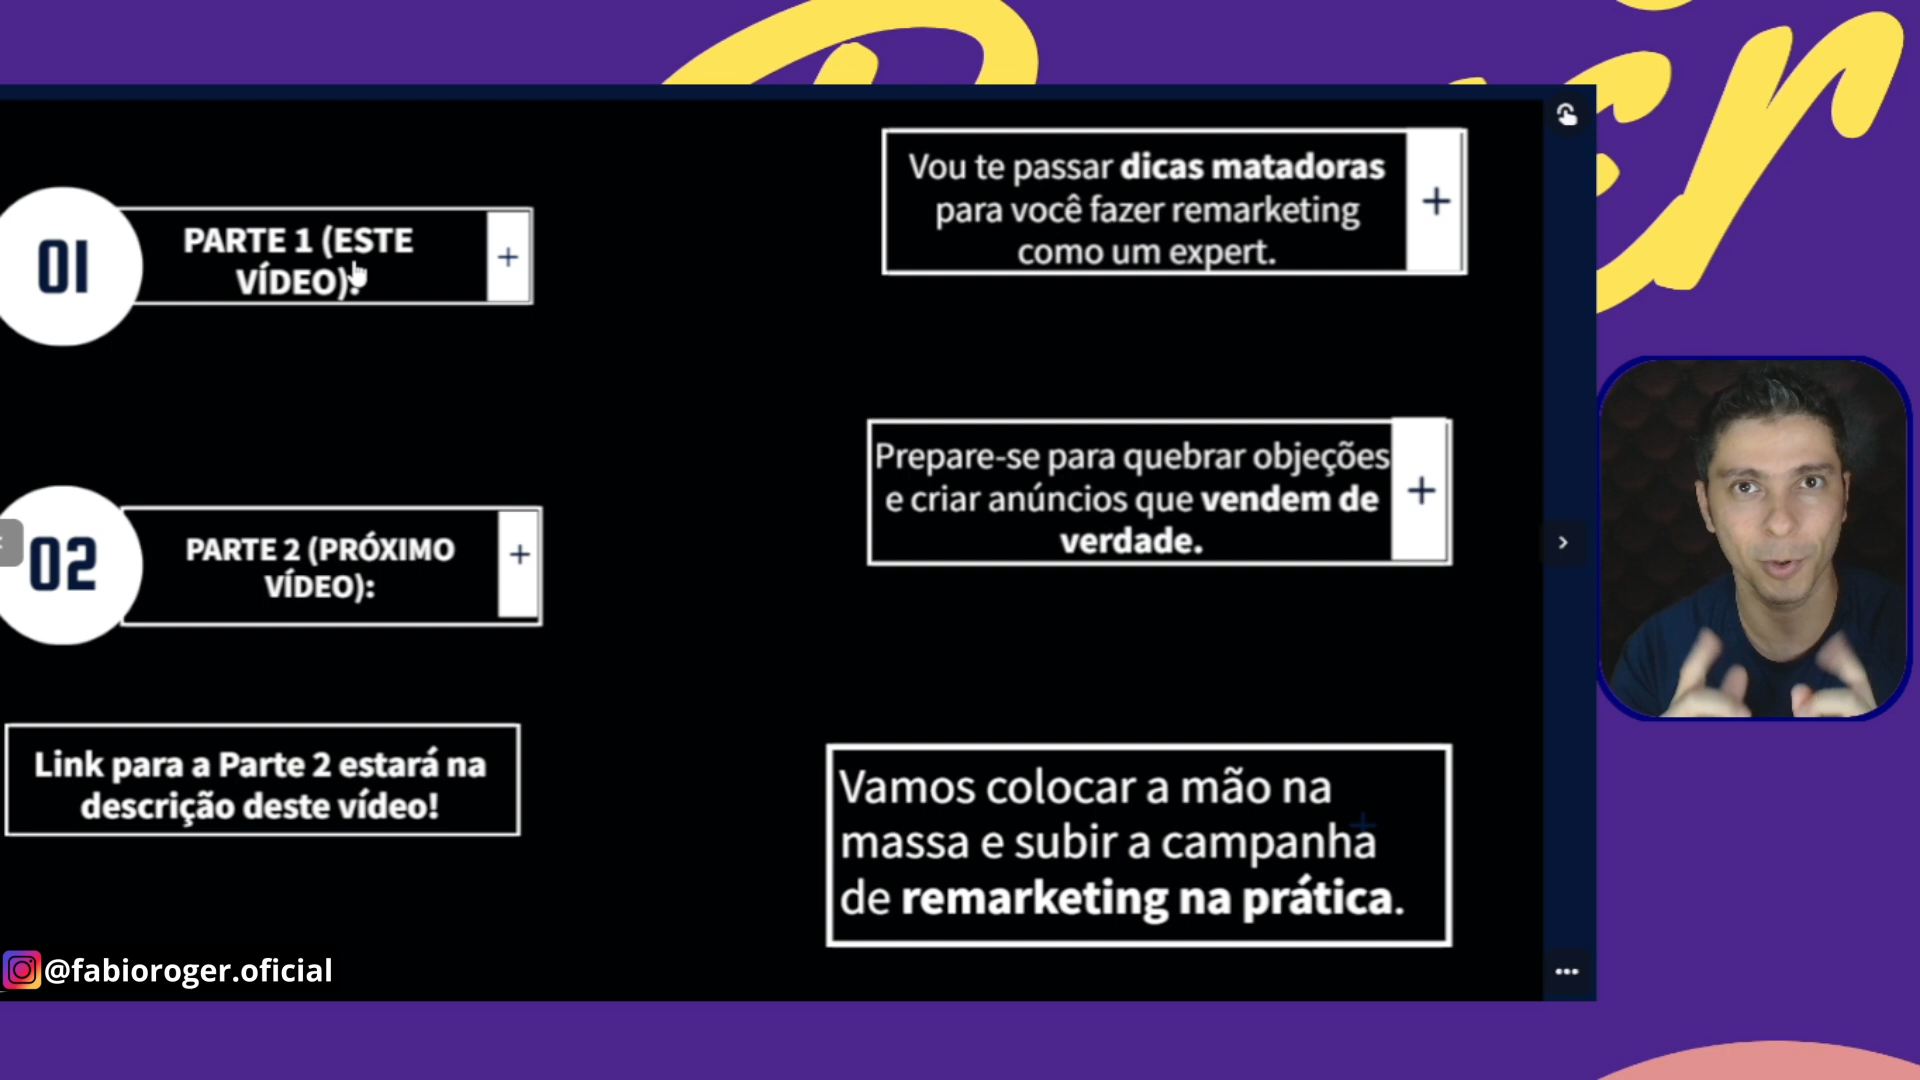 01
PARTE 1 (ESTE
VÍDEO):
+
Vou te passar dicas matadoras
para você fazer remarketing
como um expert.
+
02
PARTE 2 (PRÓXIMO
VÍDEO):
+
Prepare-se para quebrar objeções
e criar anúncios que vendem de
verdade.
+
Link para a Parte 2 estará na
descrição deste vídeo!
Vamos colocar a mão na
massa e subir a campanha
de remarketing na prática.
@fabioroger.oficial